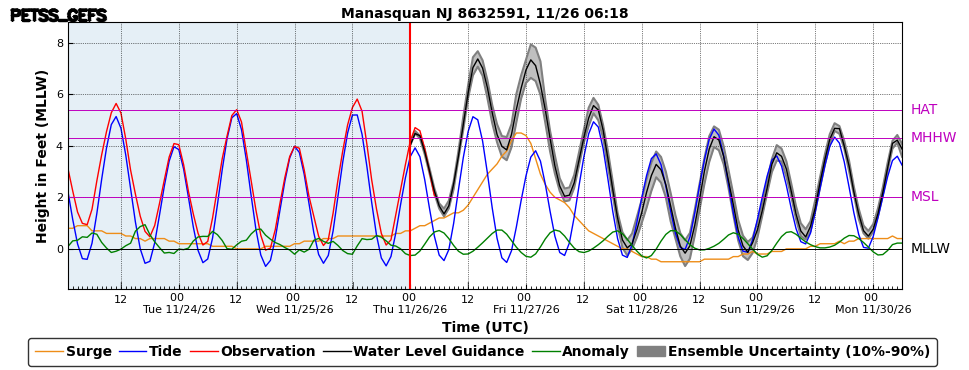 PETSS_GEFS
Manasquan NJ 8632591, 11/26 06:18
Height in Feet (MLLW)
8
6
4
2
0
HAT
MHHW
MSL
MLLW
12 00 12 00 12 00 12 00 12 00 12 00 12 00
Tue 11/24/26 Wed 11/25/26 Thu 11/26/26 Fri 11/27/26 Sat 11/28/26 Sun 11/29/26 Mon 11/30/26
Time (UTC)
Surge Tide Observation Water Level Guidance Anomaly Ensemble Uncertainty (10%-90%)